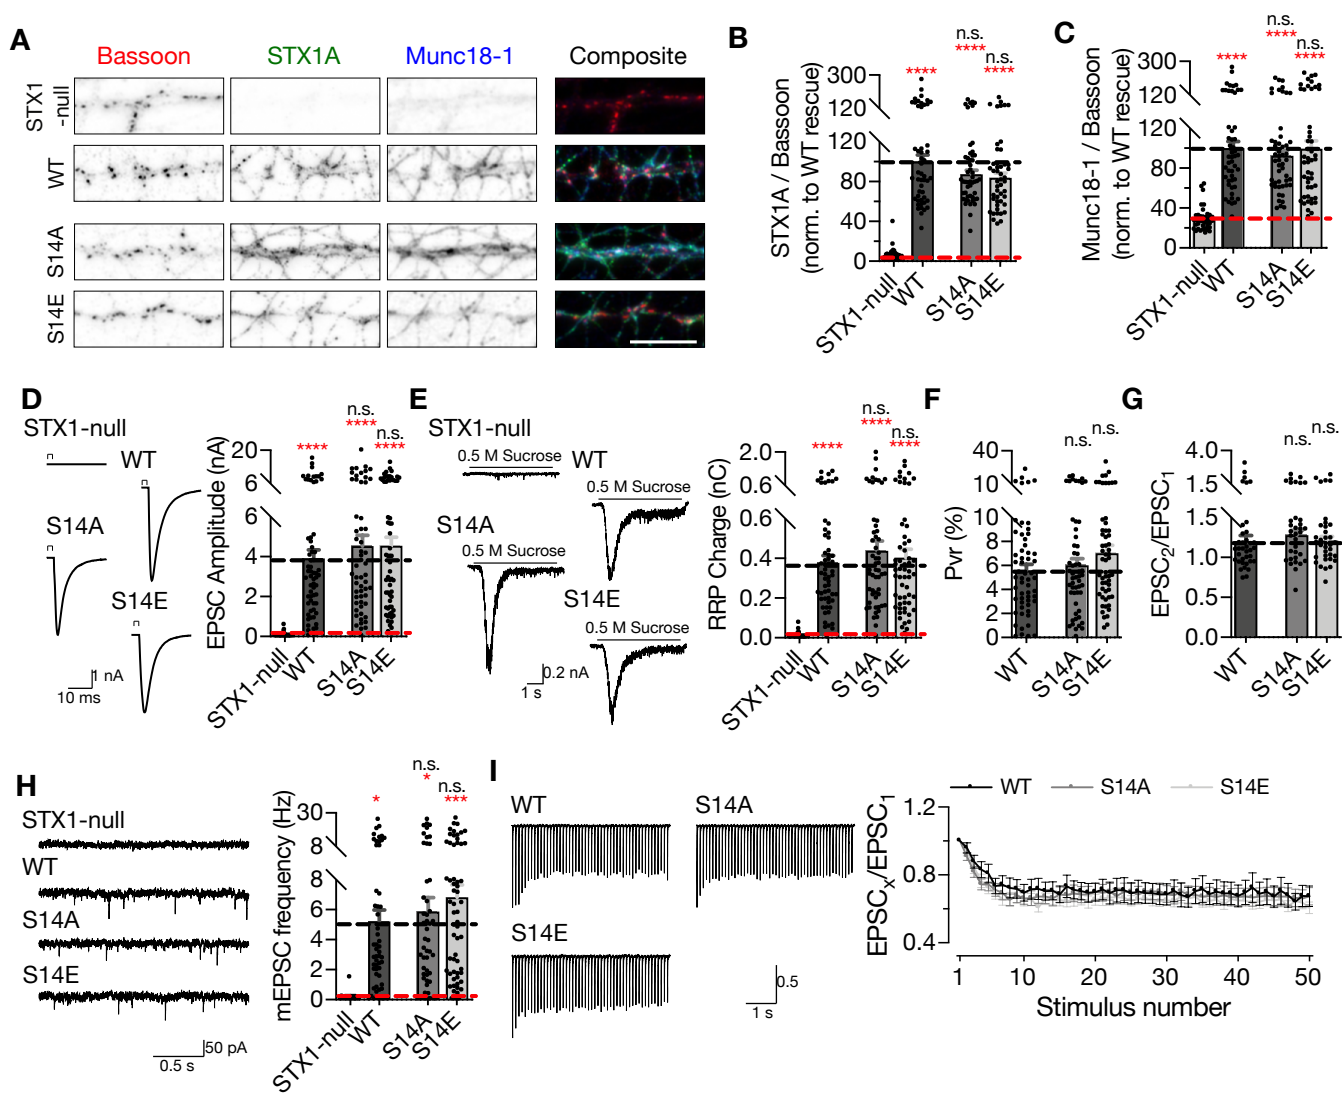 A
Bassoon
STX1A
Munc18-1
Composite
STX1
-null
WT
S14A
S14E
B
STX1A / Bassoon
(norm. to WT rescue)
300
120
120
80
40
0
****
n.s.
****
n.s.
****
STX1-null
WT
S14A
S14E
C
Munc18-1 / Bassoon
(norm. to WT rescue)
300
120
120
80
40
0
****
n.s.
****
n.s.
****
STX1-null
WT
S14A
S14E
D
STX1-null
WT
S14A
S14E
1 nA
10 ms
EPSC Amplitude (nA)
20
6
6
4
2
0
****
n.s.
****
n.s.
****
STX1-null
WT
S14A
S14E
E
STX1-null
0.5 M Sucrose
WT
0.5 M Sucrose
S14A
0.5 M Sucrose
S14E
0.5 M Sucrose
0.2 nA
1 s
RRP Charge (nC)
2.0
0.6
0.6
0.4
0.2
0.0
****
n.s.
****
n.s.
****
STX1-null
WT
S14A
S14E
F
Pvr (%)
40
10
10
8
6
4
2
0
n.s.
n.s.
WT
S14A
S14E
G
EPSC2/EPSC1
4.0
1.5
1.5
1.0
0.5
0.0
n.s.
n.s.
WT
S14A
S14E
H
STX1-null
WT
S14A
S14E
50 pA
0.5 s
mEPSC frequency (Hz)
30
8
8
6
4
2
0
*
n.s.
*
n.s.
***
STX1-null
WT
S14A
S14E
I
WT
S14A
S14E
0.5
1 s
WT
S14A
S14E
EPSCx/EPSC1
1.2
0.8
0.4
1
10
20
30
40
50
Stimulus number